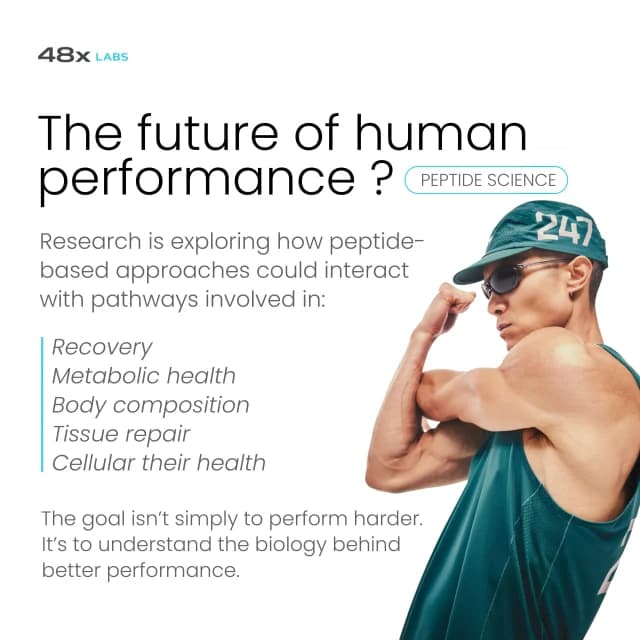 48x LABS
The future of human
performance ?
PEPTIDE SCIENCE
Research is exploring how peptide-
based approaches could interact
with pathways involved in:
Recovery
Metabolic health
Body composition
Tissue repair
Cellular their health
The goal isn't simply to perform harder.
It's to understand the biology behind
better performance.
247